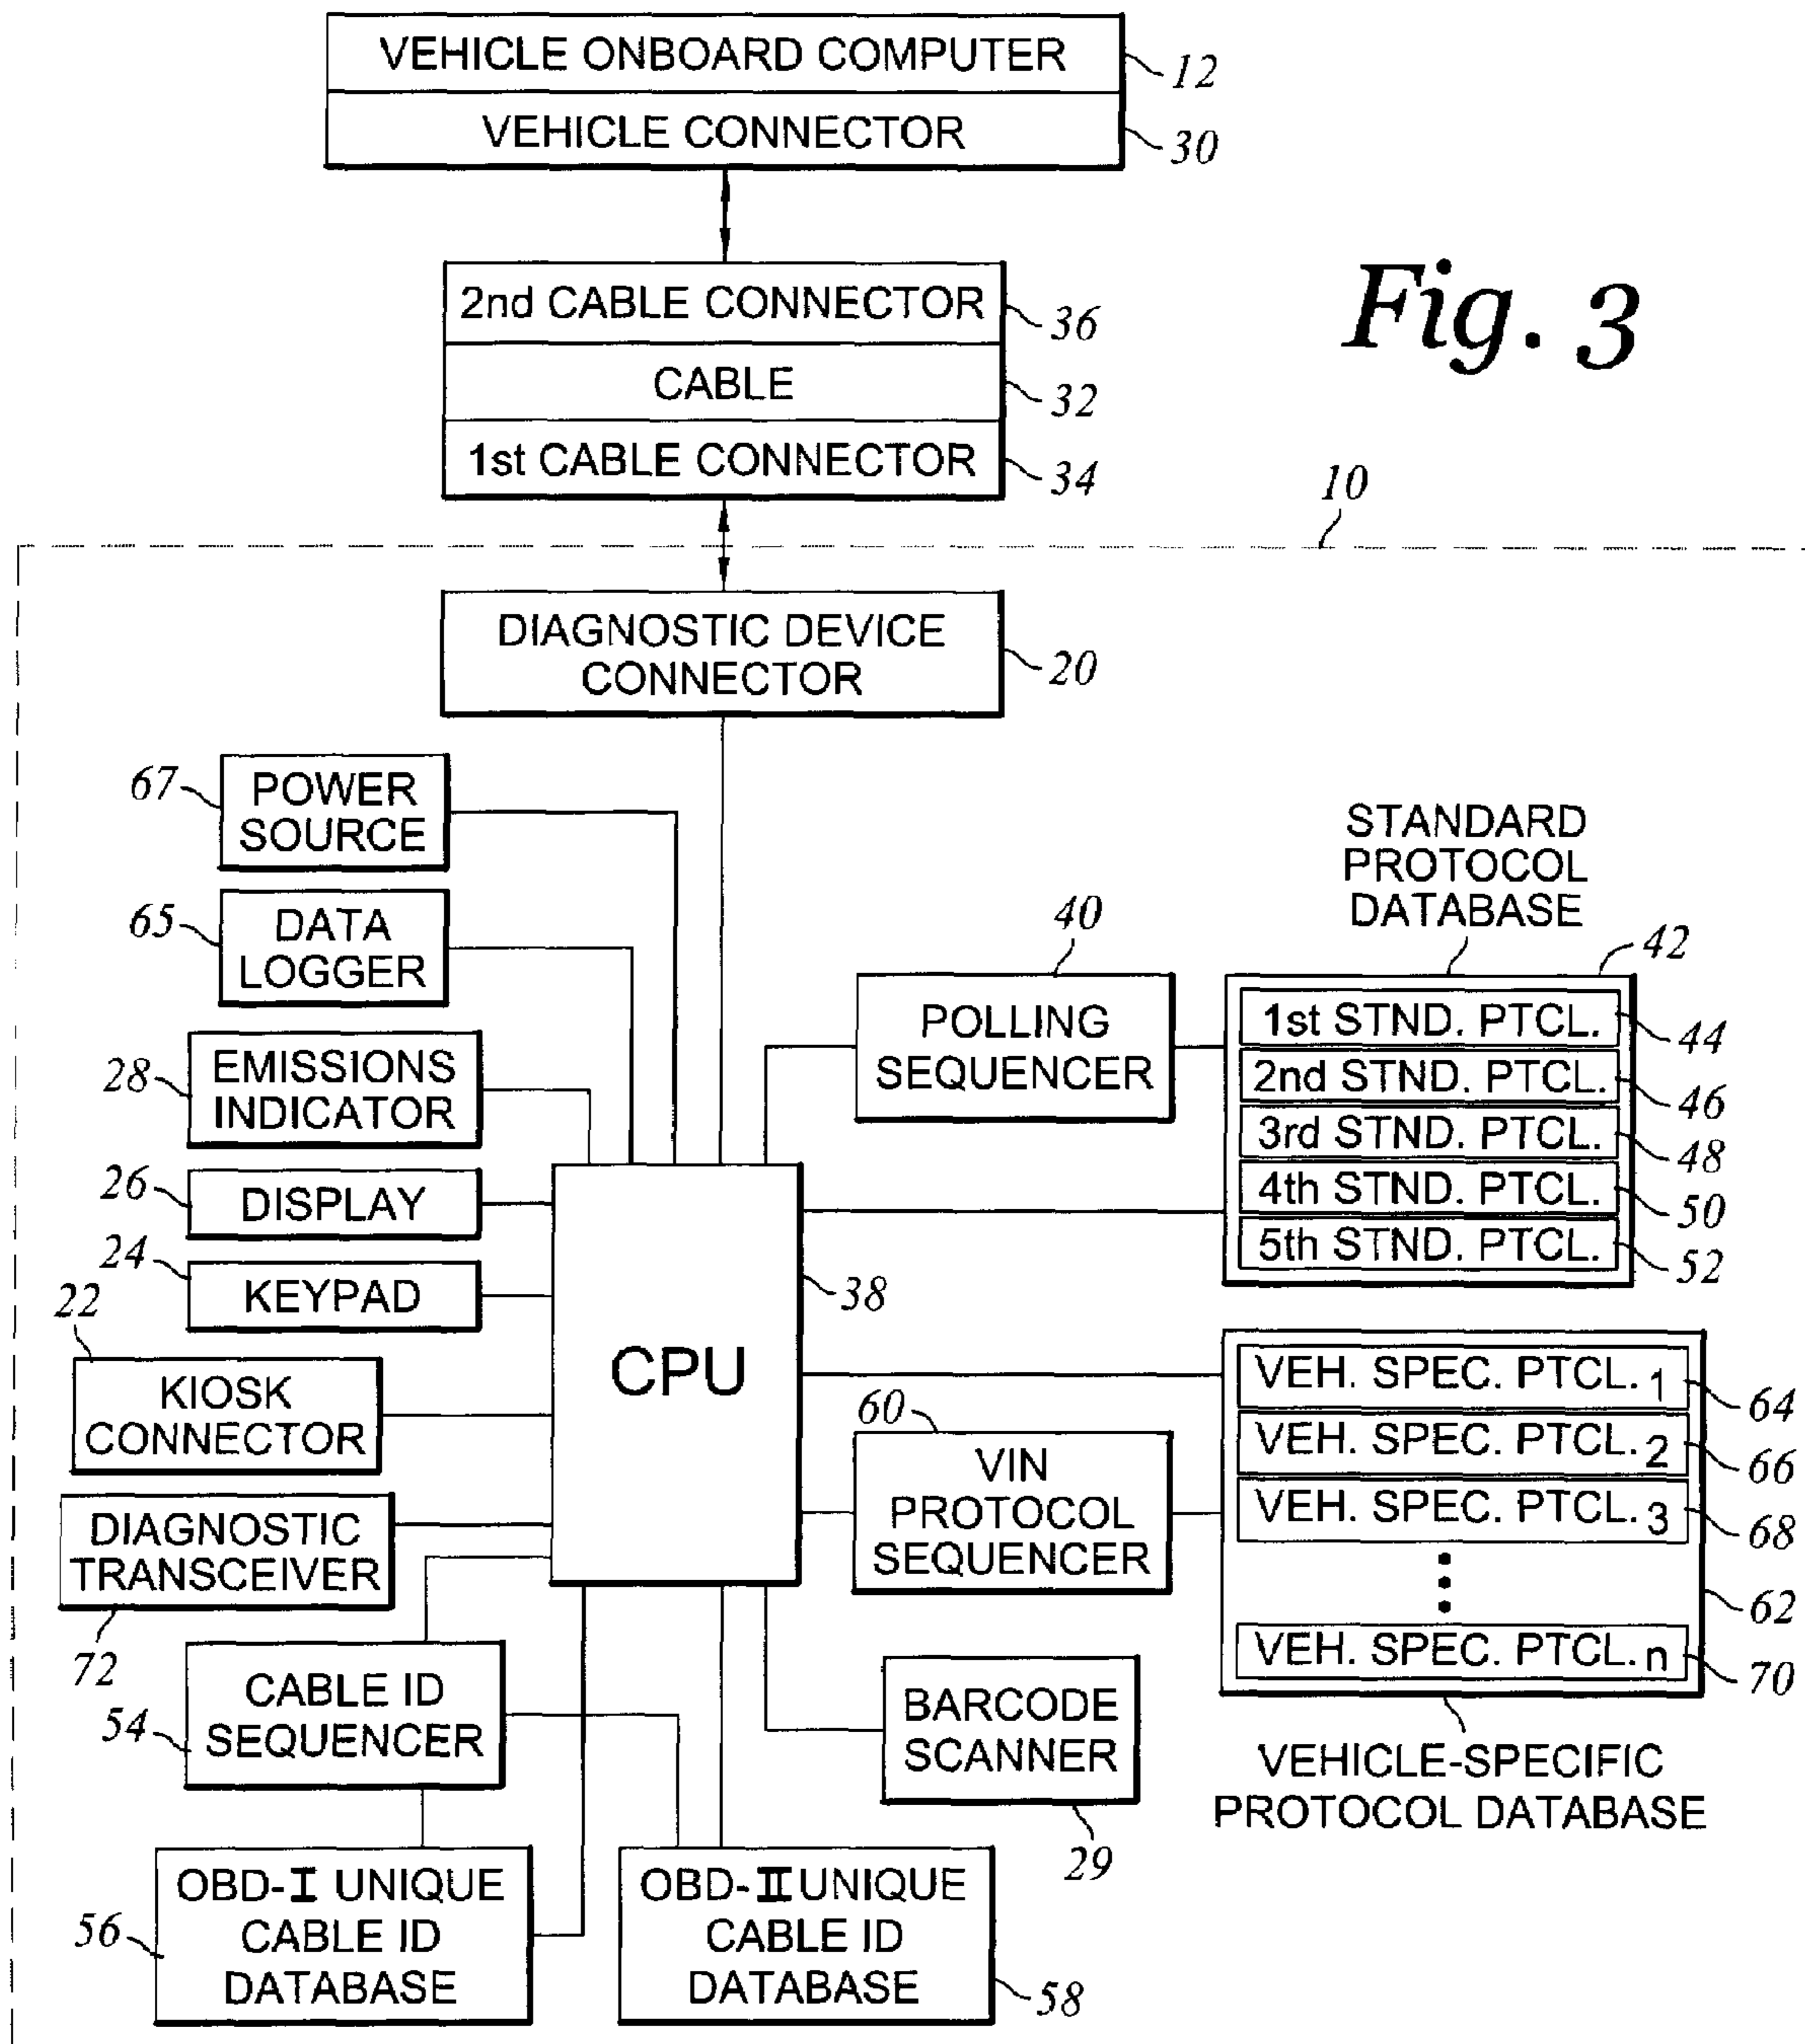 VEHICLE ONBOARD COMPUTER
12
VEHICLE CONNECTOR
30
2nd CABLE CONNECTOR
36
CABLE
32
1st CABLE CONNECTOR
34
Fig. 3
10
DIAGNOSTIC DEVICE
CONNECTOR
20
67
POWER
SOURCE
65
DATA
LOGGER
28
EMISSIONS
INDICATOR
26
DISPLAY
24
KEYPAD
22
KIOSK
CONNECTOR
DIAGNOSTIC
TRANSCEIVER
72
CPU
38
40
POLLING
SEQUENCER
STANDARD
PROTOCOL
DATABASE
42
1st STND. PTCL.
44
2nd STND. PTCL.
46
3rd STND. PTCL.
48
4th STND. PTCL.
50
5th STND. PTCL.
52
60
VIN
PROTOCOL
SEQUENCER
VEH. SPEC. PTCL. 1
64
VEH. SPEC. PTCL. 2
66
VEH. SPEC. PTCL. 3
68
62
VEH. SPEC. PTCL. n
70
VEHICLE-SPECIFIC
PROTOCOL DATABASE
54
CABLE ID
SEQUENCER
BARCODE
SCANNER
29
56
OBD-I UNIQUE
CABLE ID
DATABASE
OBD-II UNIQUE
CABLE ID
DATABASE
58